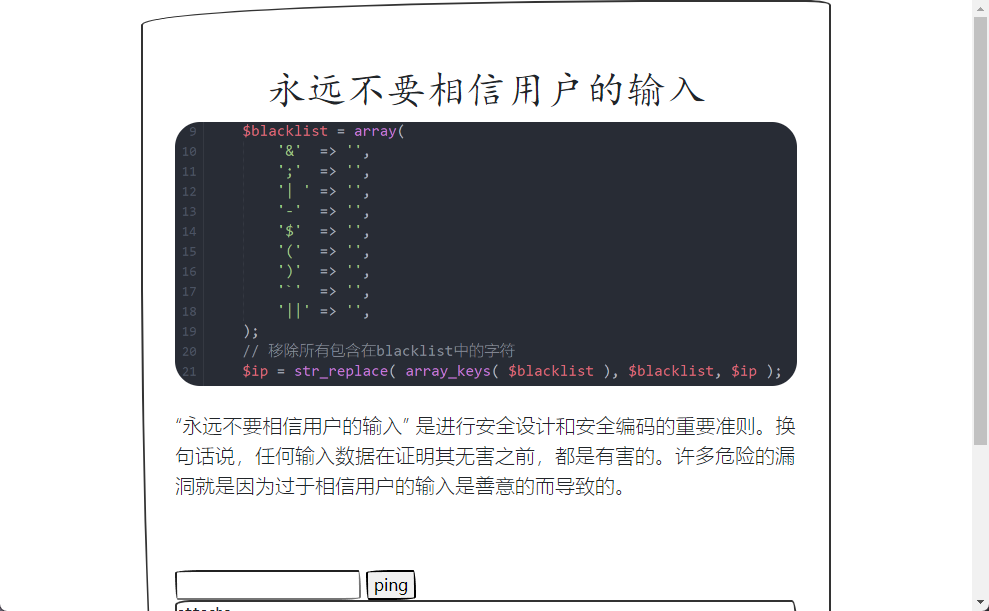 永远不要相信用户的输入
9 $blacklist = array(
10 '&' => '',
11 ';' => '',
12 '| ' => '',
13 '-' => '',
14 '$' => '',
15 '(' => '',
16 ')' => '',
17 '`' => '',
18 '||' => '',
19 );
20 // 移除所有包含在blacklist中的字符
21 $ip = str_replace( array_keys( $blacklist ), $blacklist, $ip );
“永远不要相信用户的输入” 是进行安全设计和安全编码的重要准则。换
句话说，任何输入数据在证明其无害之前，都是有害的。许多危险的漏
洞就是因为过于相信用户的输入是善意的而导致的。
ping